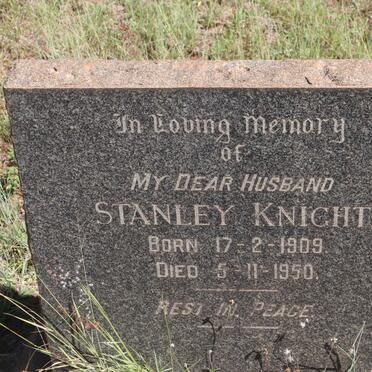 In Loving Memory
of
MY DEAR HUSBAND
STANLEY KNIGHT
BORN 17-2-1909.
DIED 5-11-1950.
REST IN PEACE